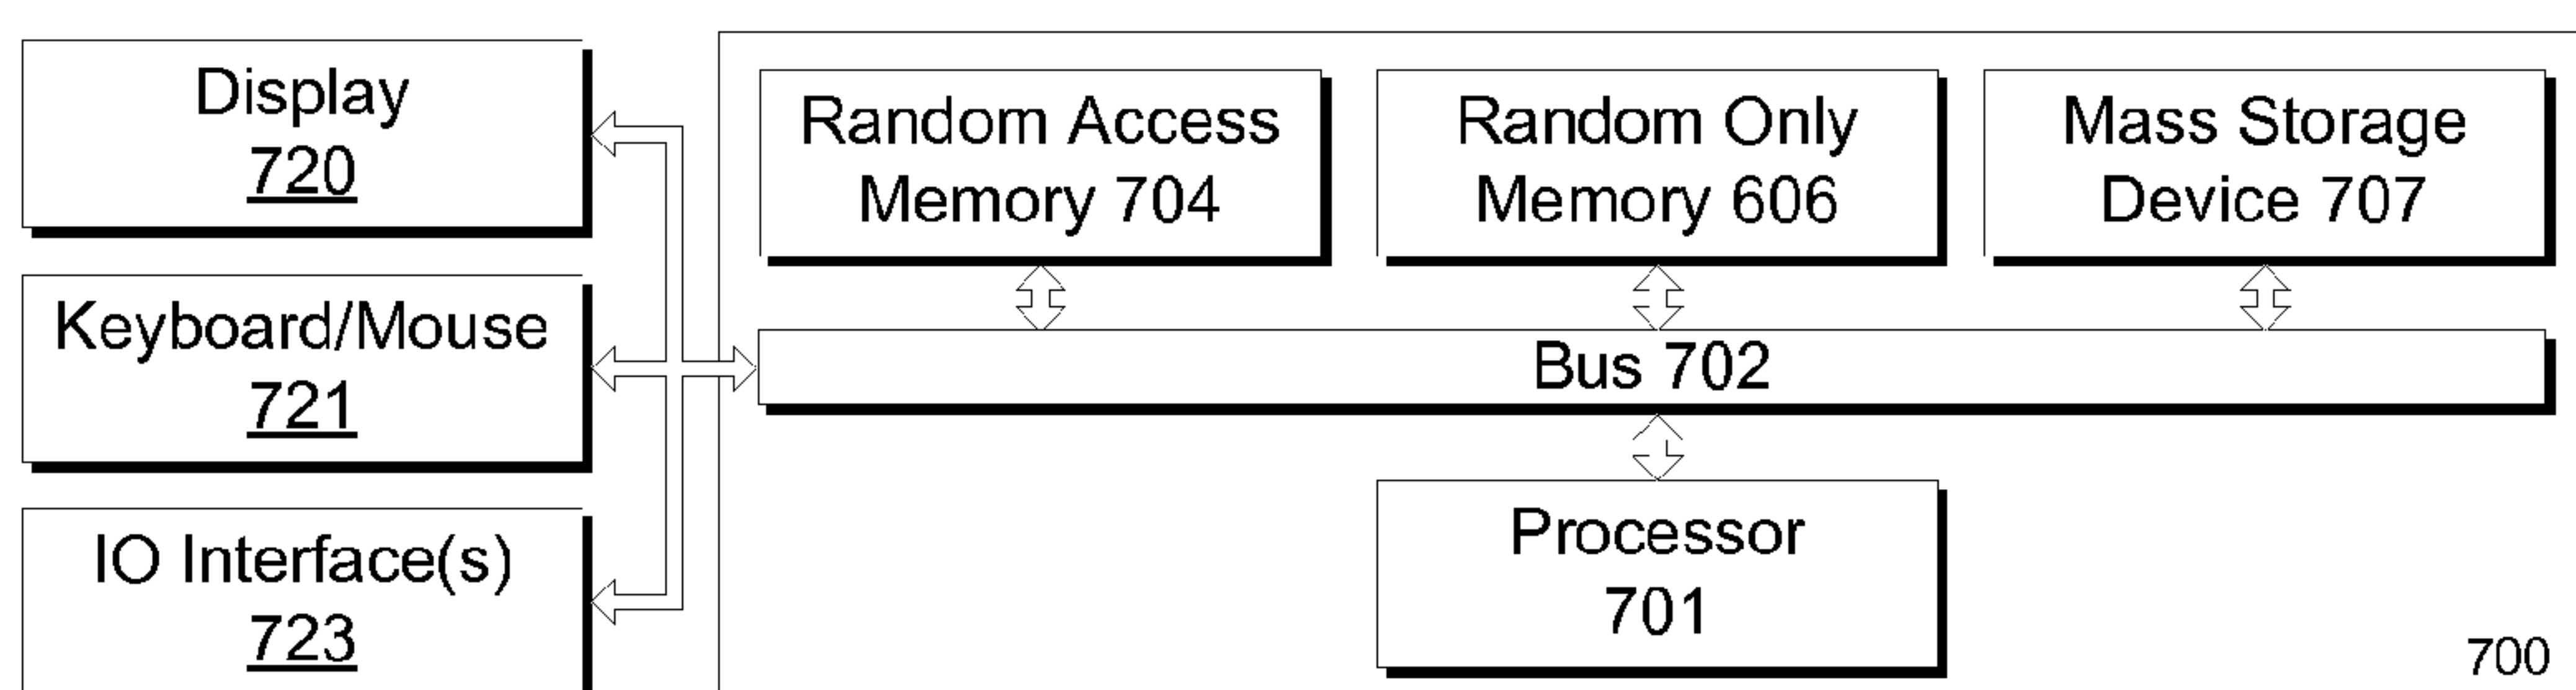 Display
720
Keyboard/Mouse
721
IO Interface(s)
723
Random Access
Memory 704
Random Only
Memory 606
Mass Storage
Device 707
Bus 702
Processor
701
700